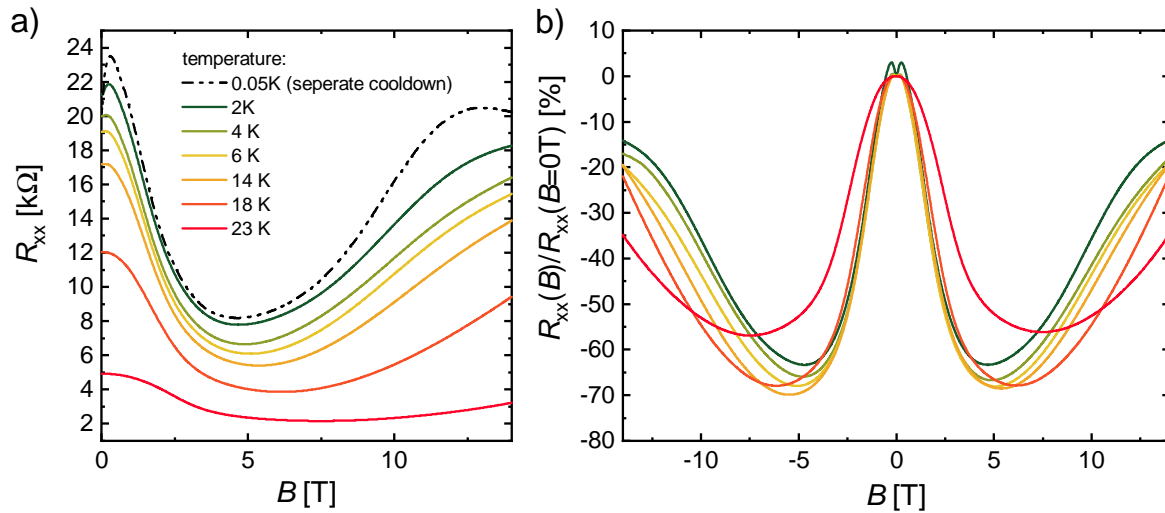 a)
24
22
20
18
16
14
12
10
8
6
4
2
R_xx [kΩ]
temperature:
0.05K (seperate cooldown)
2K
4 K
6 K
14 K
18 K
23 K
0
5
10
B [T]
b)
10
0
-10
-20
-30
-40
-50
-60
-70
-80
R_xx(B)/R_xx(B=0T) [%]
-10
-5
0
5
10
B [T]